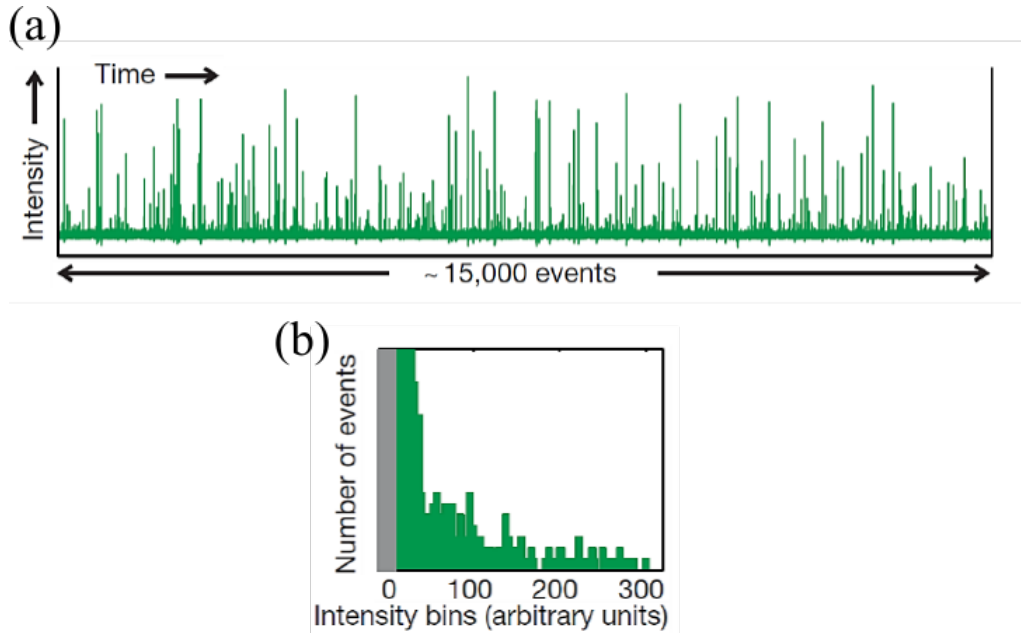 (a)
Time
Intensity
~ 15,000 events
(b)
Number of events
0 100 200 300
Intensity bins (arbitrary units)